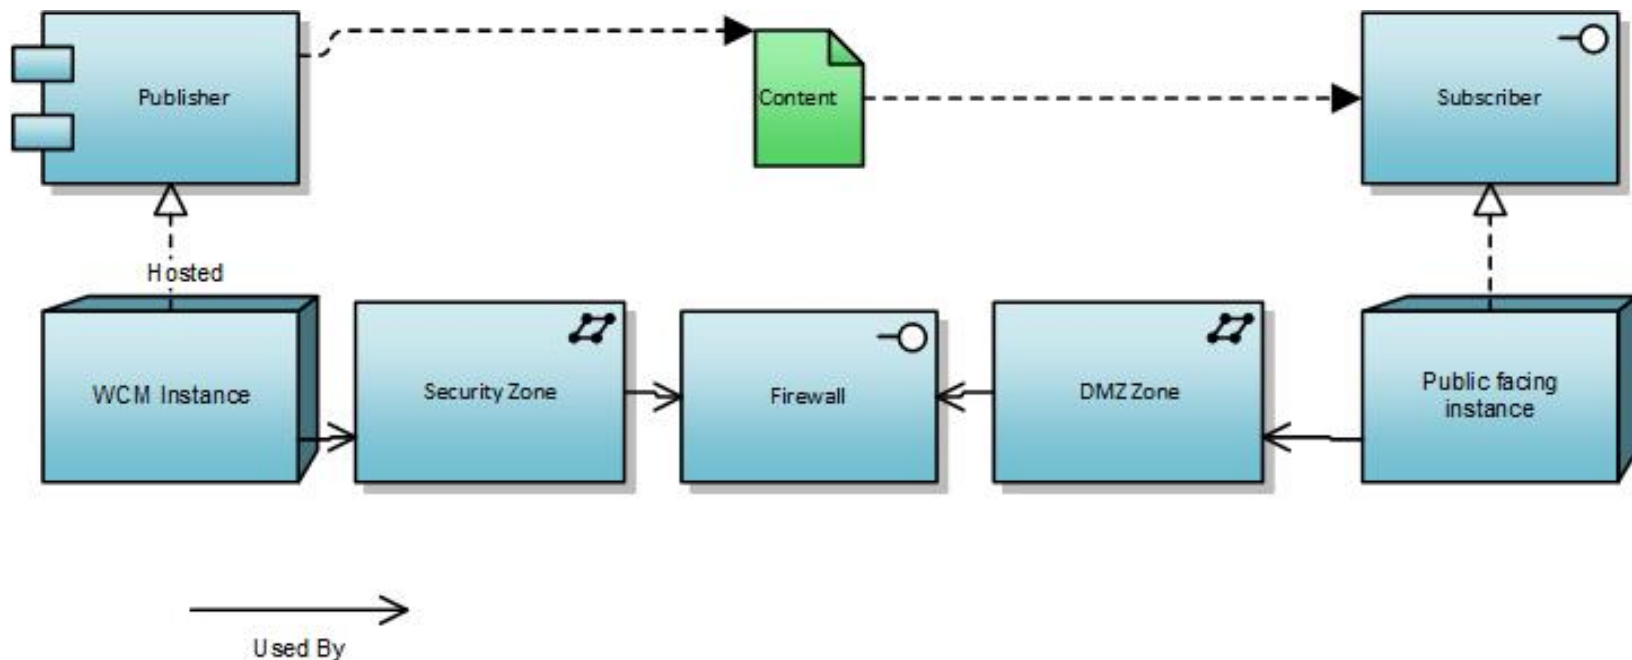 Publisher
Content
Subscriber
Hosted
WCM Instance
Security Zone
Firewall
DMZ Zone
Public facing
instance
Used By